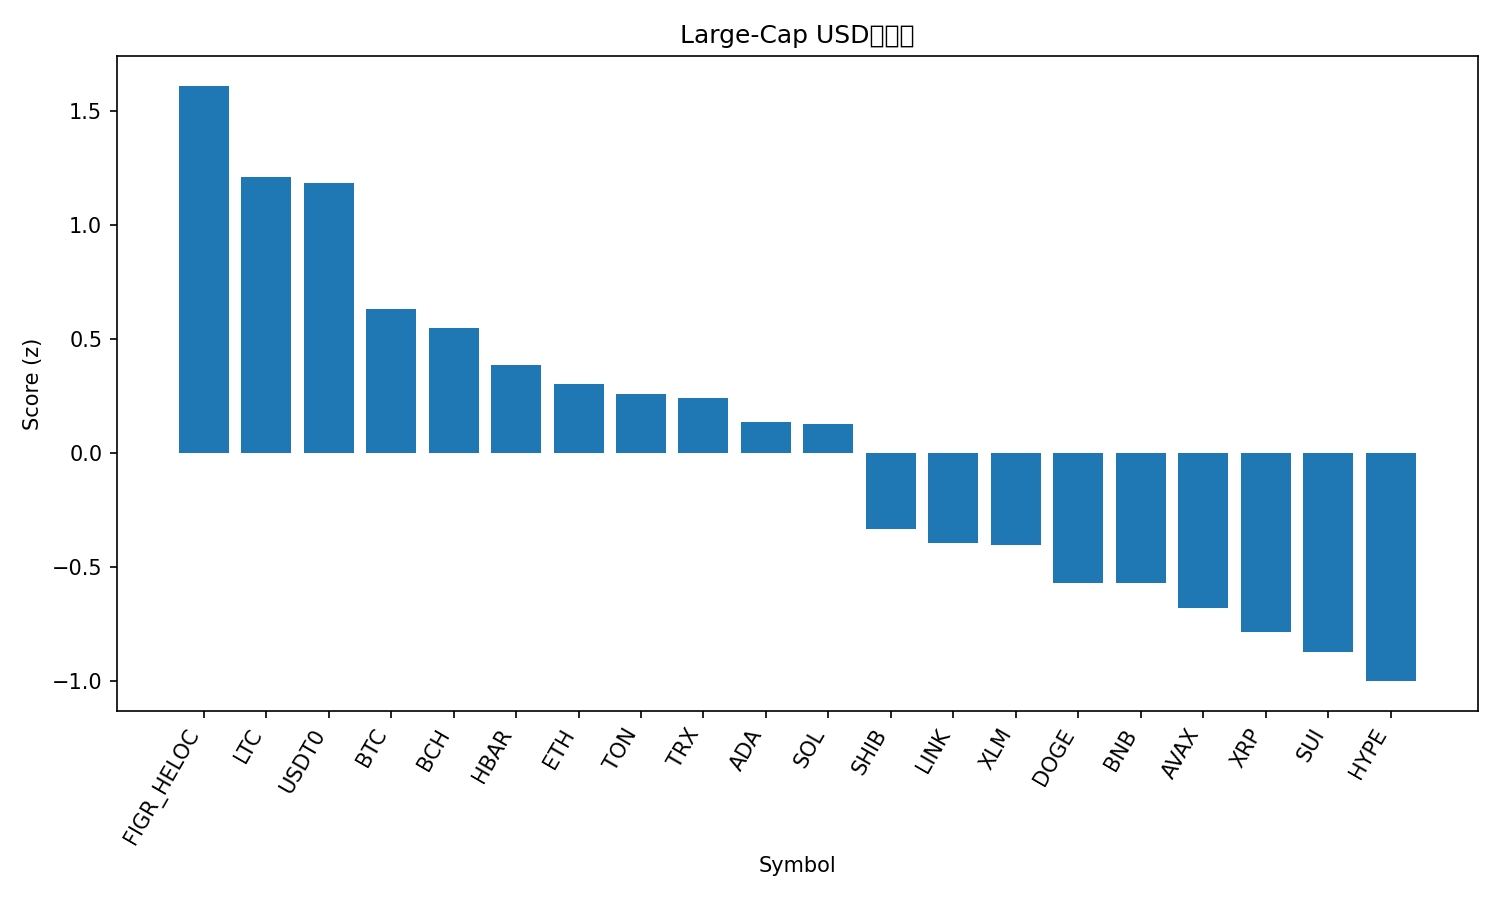 Large-Cap USD
Score (z)
1.5
1.0
0.5
0.0
−0.5
−1.0
FIGR_HELOC
LTC
USDT0
BTC
BCH
HBAR
ETH
TON
TRX
ADA
SOL
SHIB
LINK
XLM
DOGE
BNB
AVAX
XRP
SUI
HYPE
Symbol